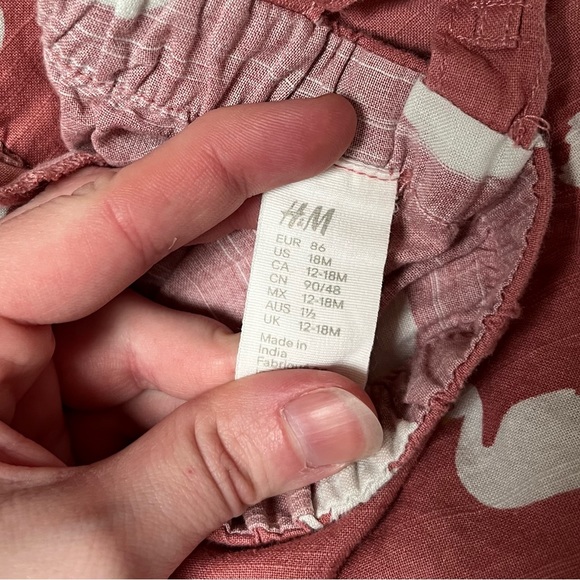 H&M
EUR 86
US 18M
CA 12-18M
CN 90/48
MX 12-18M
AUS 1½
UK 12-18M
Made in
India